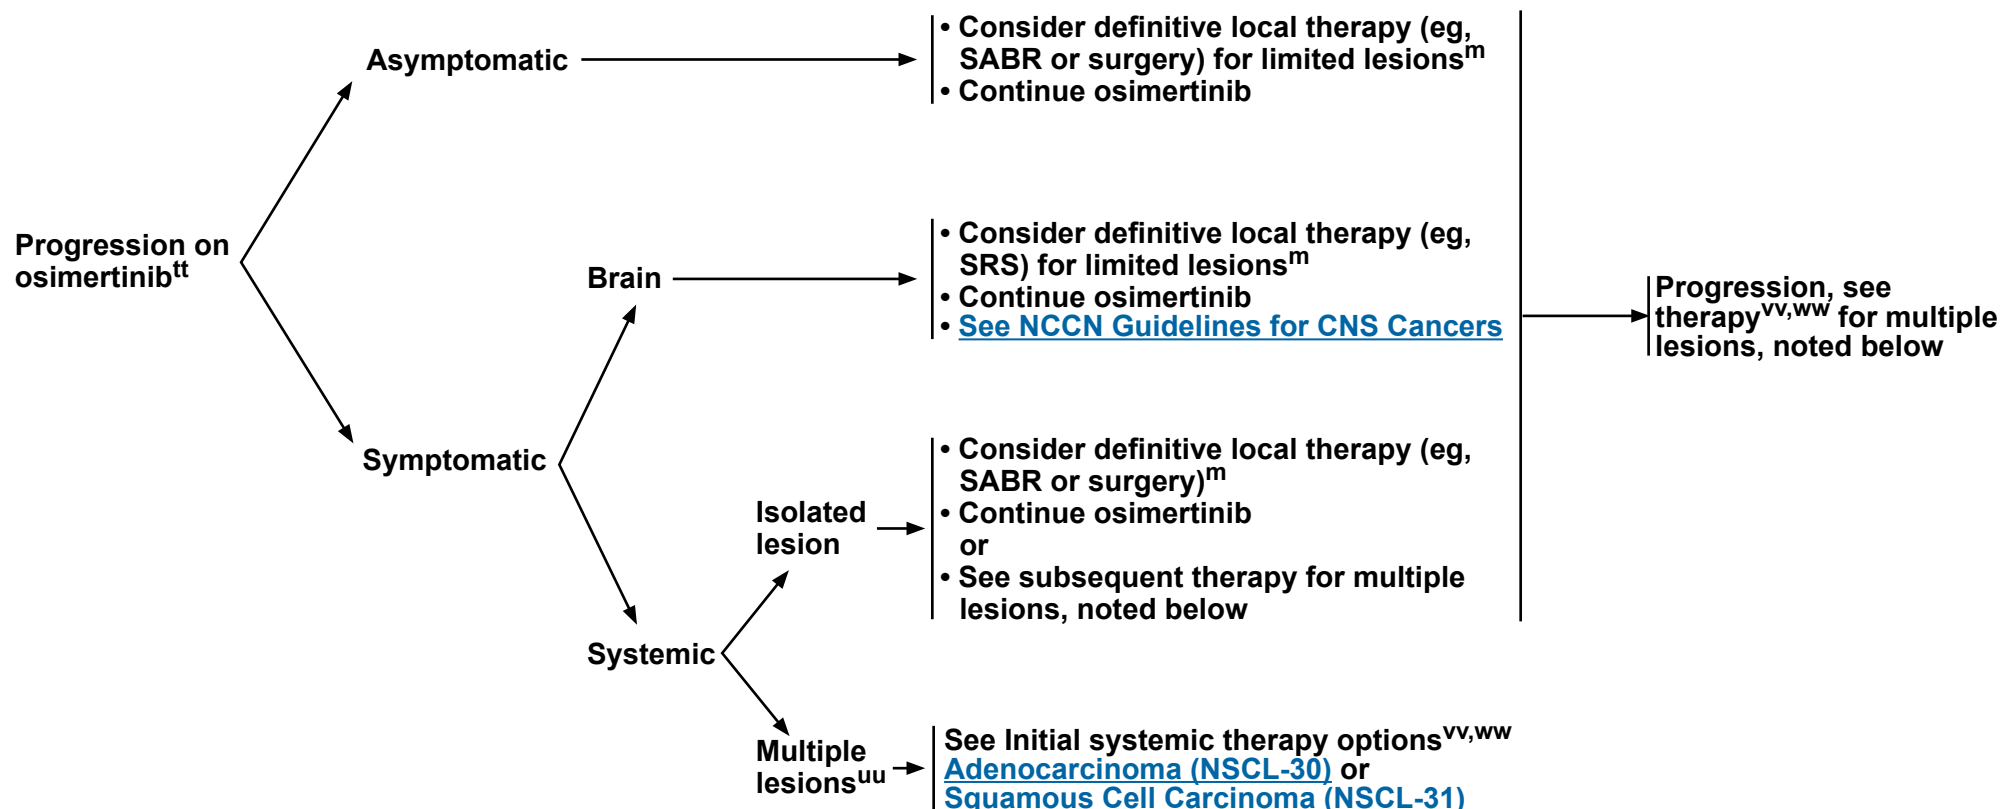 Asymptomatic
• Consider definitive local therapy (eg,
SABR or surgery) for limited lesionsᵐ
• Continue osimertinib
Progression on
osimertinibᵗᵗ
Brain
• Consider definitive local therapy (eg,
SRS) for limited lesionsᵐ
• Continue osimertinib
• See NCCN Guidelines for CNS Cancers
Progression, see
therapyᵛᵛ,ʷʷ for multiple
lesions, noted below
Symptomatic
Isolated
lesion
• Consider definitive local therapy (eg,
SABR or surgery)ᵐ
• Continue osimertinib
or
• See subsequent therapy for multiple
lesions, noted below
Systemic
Multiple
lesionsᵘᵘ
See Initial systemic therapy optionsᵛᵛ,ʷʷ
Adenocarcinoma (NSCL-30) or
Squamous Cell Carcinoma (NSCL-31)